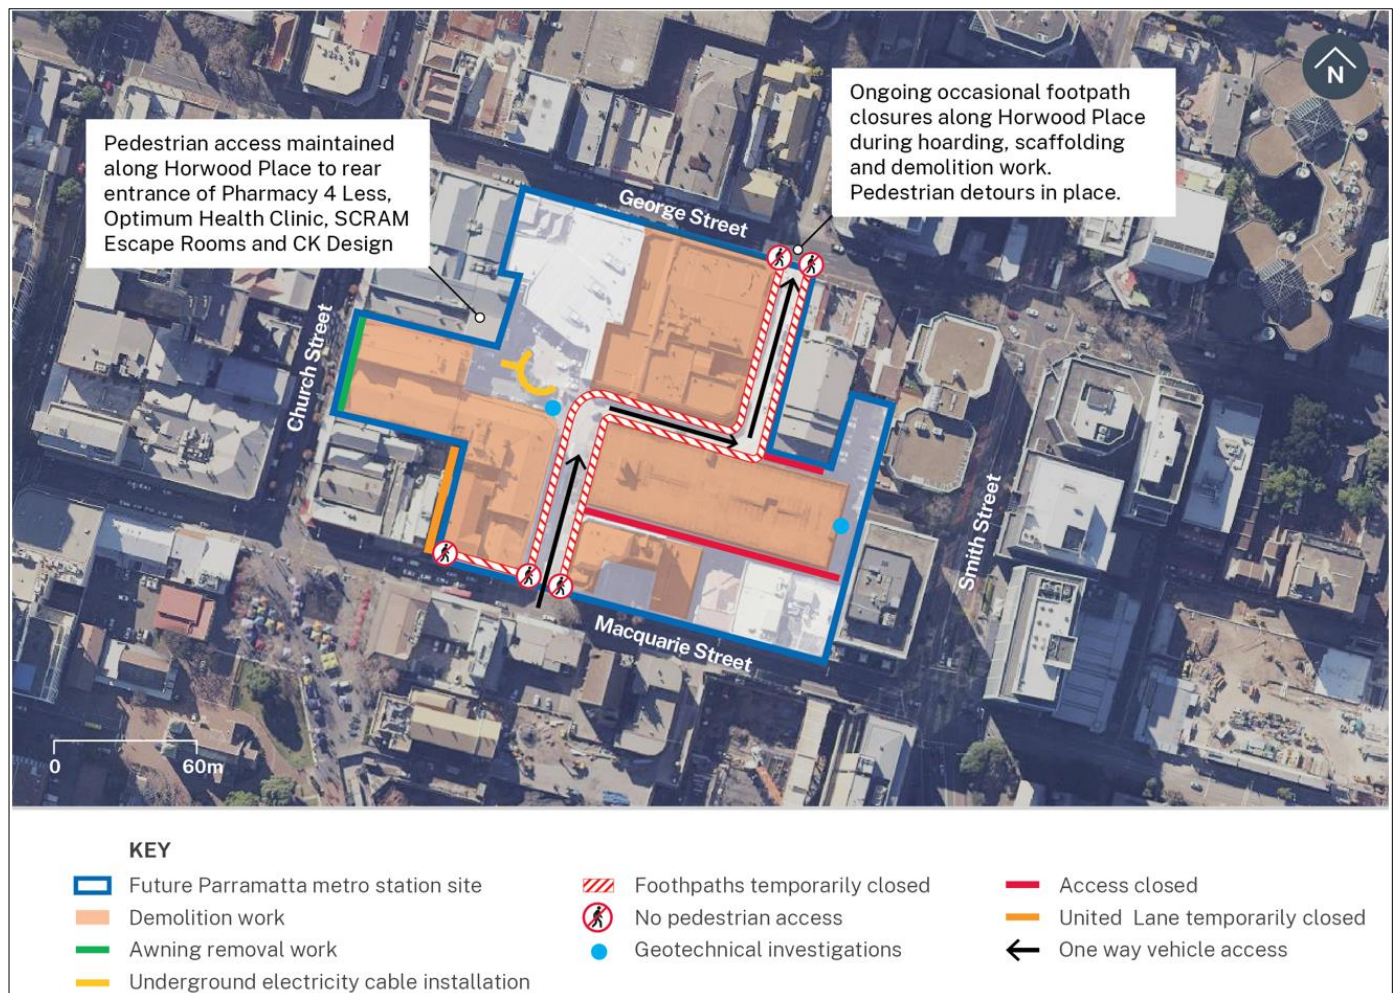 N
Ongoing occasional footpath
closures along Horwood Place
during hoarding, scaffolding
and demolition work.
Pedestrian detours in place.
Pedestrian access maintained
along Horwood Place to rear
entrance of Pharmacy 4 Less,
Optimum Health Clinic, SCRAM
Escape Rooms and CK Design
George Street
Church Street
Smith Street
Macquarie Street
0 60m
KEY
Future Parramatta metro station site
Demolition work
Awning removal work
Underground electricity cable installation
Foothpaths temporarily closed
No pedestrian access
Geotechnical investigations
Access closed
United Lane temporarily closed
One way vehicle access